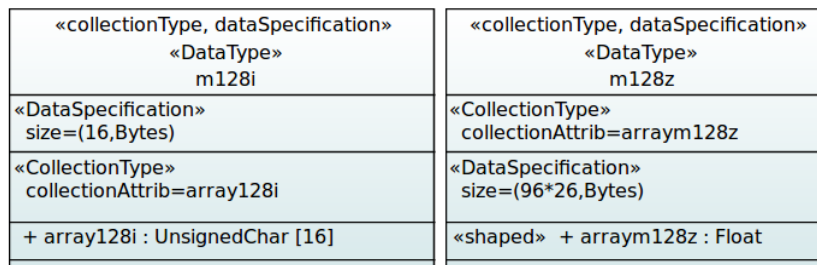 «collectionType, dataSpecification»
«DataType»
m128i
«DataSpecification»
size=(16,Bytes)
«CollectionType»
collectionAttrib=array128i
+ array128i : UnsignedChar [16]
«collectionType, dataSpecification»
«DataType»
m128z
«CollectionType»
collectionAttrib=arraym128z
«DataSpecification»
size=(96*26,Bytes)
«shaped» + araym128z : Float